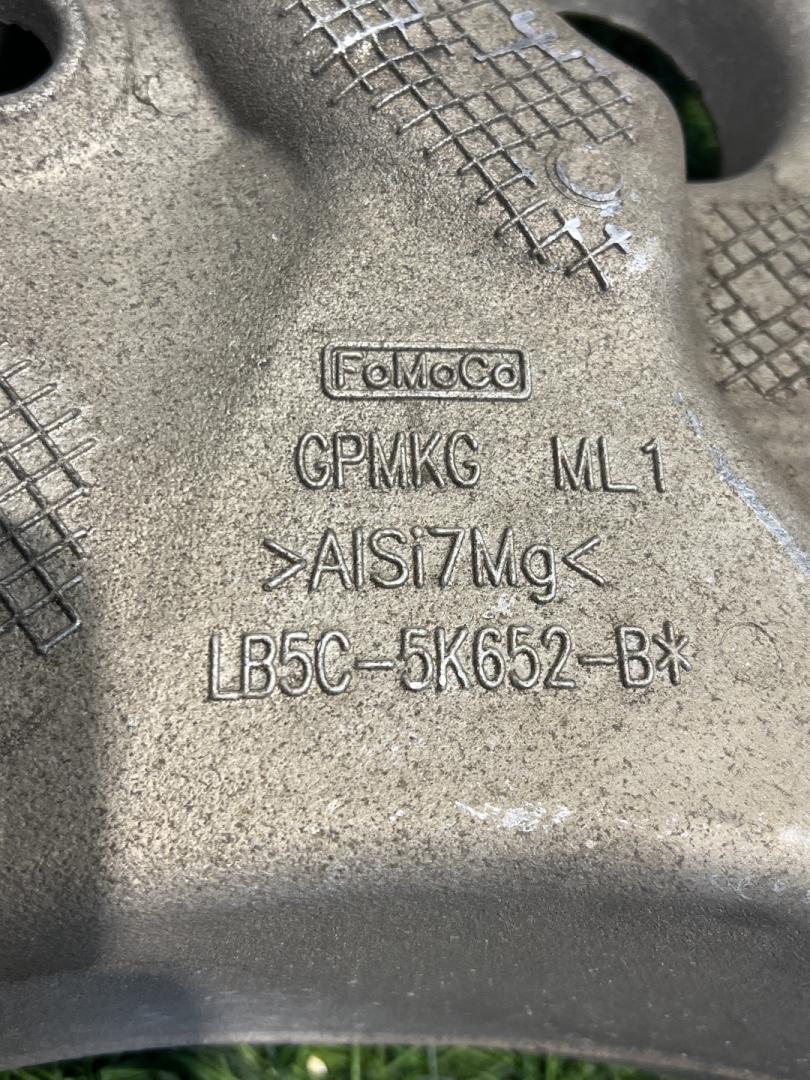 FoMoCo
GPMKG ML1
>AlSi7Mg<
LB5C-5K652-B*